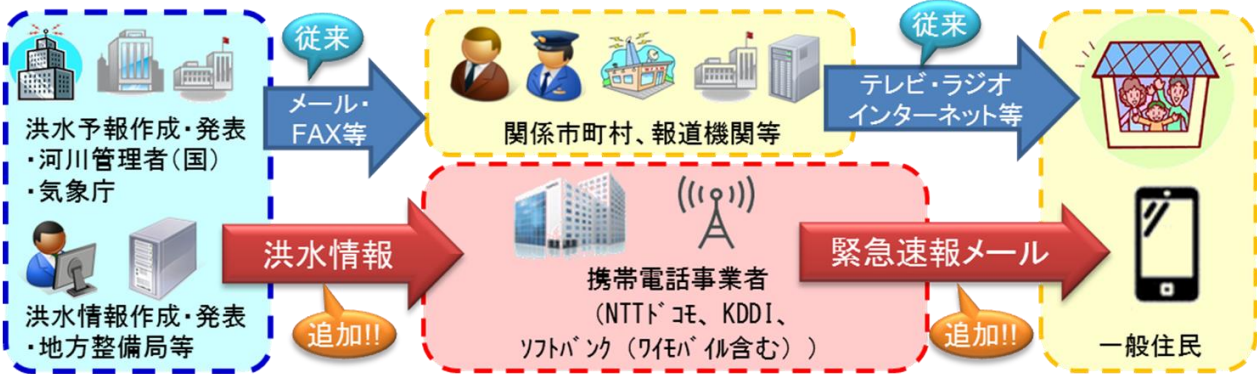 従来
メール・
FAX等
洪水予報作成・発表
・河川管理者(国)
・気象庁
関係市町村、報道機関等
従来
テレビ・ラジオ
インターネット等
洪水情報作成・発表
・地方整備局等
洪水情報
追加!!
携帯電話事業者
(NTTドコモ、KDDI、
ソフトバンク(ワイモバイル含む))
緊急速報メール
追加!!
一般住民